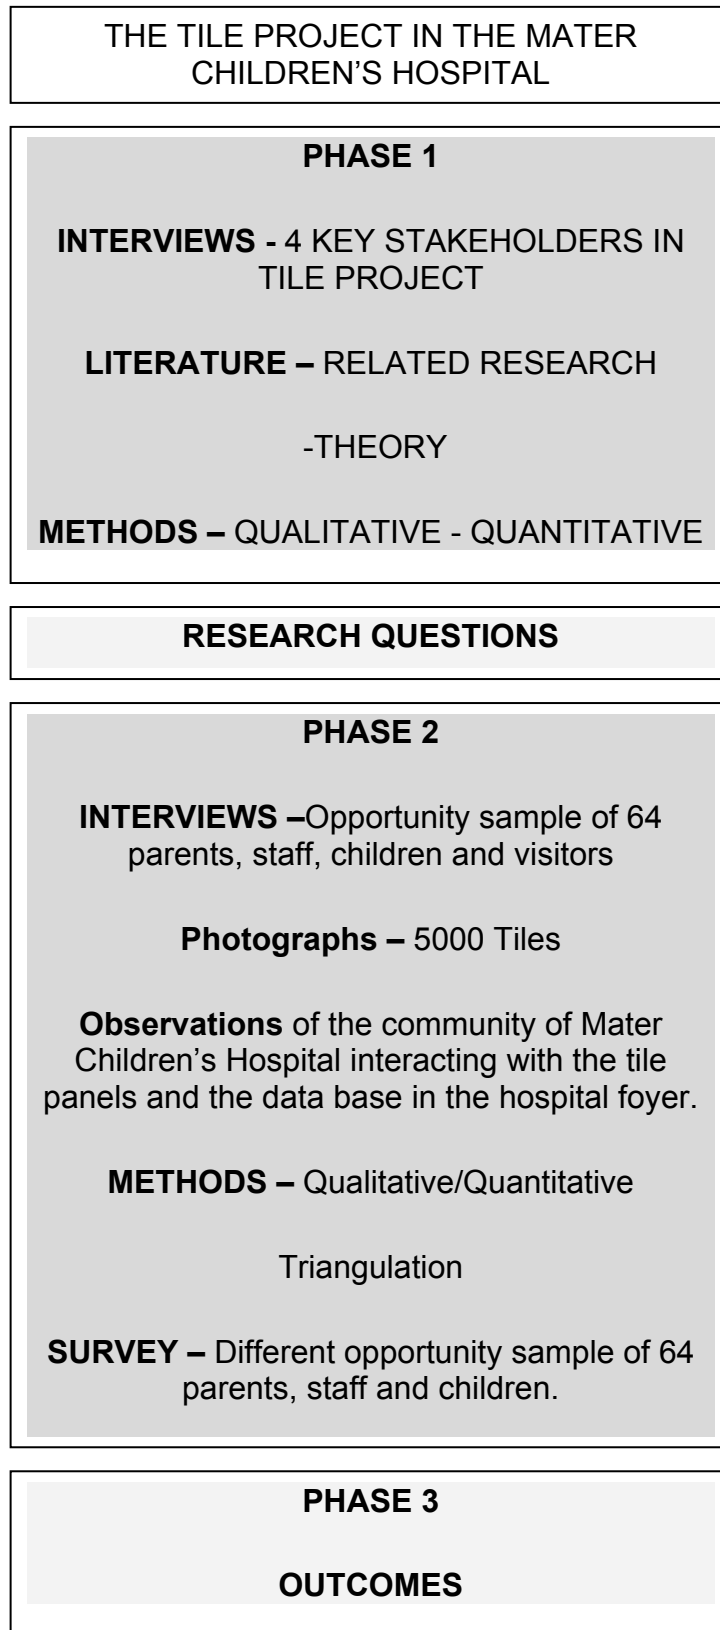 THE TILE PROJECT IN THE MATER
CHILDREN’S HOSPITAL
PHASE 1
INTERVIEWS - 4 KEY STAKEHOLDERS IN
TILE PROJECT
LITERATURE – RELATED RESEARCH
-THEORY
METHODS – QUALITATIVE - QUANTITATIVE
RESEARCH QUESTIONS
PHASE 2
INTERVIEWS –Opportunity sample of 64
parents, staff, children and visitors
Photographs – 5000 Tiles
Observations of the community of Mater
Children’s Hospital interacting with the tile
panels and the data base in the hospital foyer.
METHODS – Qualitative/Quantitative
Triangulation
SURVEY – Different opportunity sample of 64
parents, staff and children.
PHASE 3
OUTCOMES